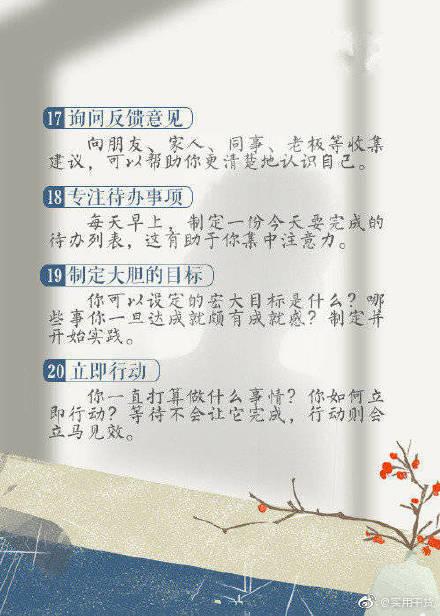 17 询问反馈意见
向朋友、家人、同事、老板等收集
建议，可以帮助你更清楚地认识自己。
18 专注待办事项
每天早上，制定一份今天要完成的
待办列表，这有助于你集中注意力。
19 制定大胆的目标
你可以设定的宏大目标是什么？哪
些事你一旦达成就颇有成就感？制定并
开始实践。
20 立即行动
你一直打算做什么事情？你如何立
即行动？等待不会让它完成，行动则会
立马见效。
@实用干货